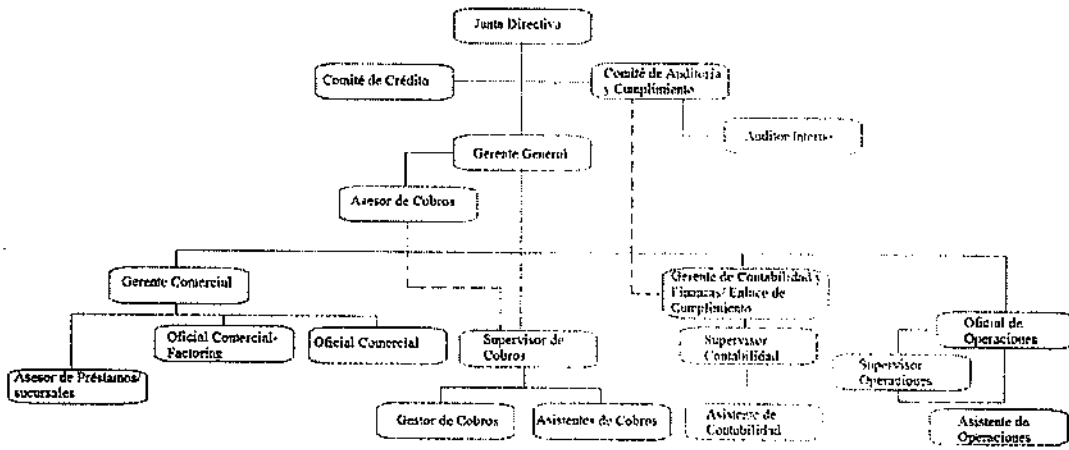 Junta Directiva
Comité de Crédito
Comité de Auditoría
y Cumplimiento
Auditor Interno
Gerente General
Asesor de Cobros
Gerente Comercial
Gerente de Contabilidad y
Finanzas/ Enlace de
Cumplimiento
Oficial Comercial-
Factoring
Oficial Comercial
Supervisor de
Cobros
Supervisor
Contabilidad
Oficial de
Operaciones
Supervisor
Operaciones
Asesor de Préstamos/
sucursales
Gestor de Cobros
Asistentes de Cobros
Asistente de
Contabilidad
Asistente de
Operaciones